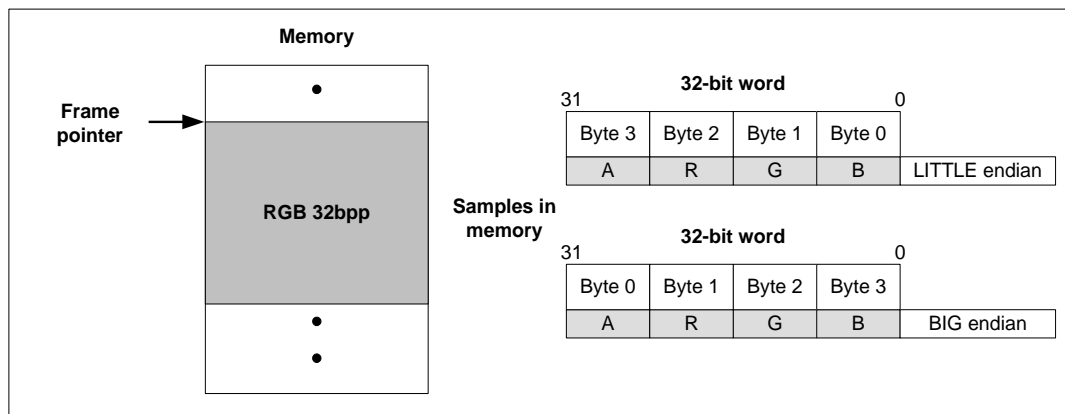 Memory
Frame
pointer
RGB 32bpp
Samples in
memory
32-bit word
31 0
Byte 3 Byte 2 Byte 1 Byte 0
A R G B LITTLE endian
32-bit word
31 0
Byte 0 Byte 1 Byte 2 Byte 3
A R G B BIG endian